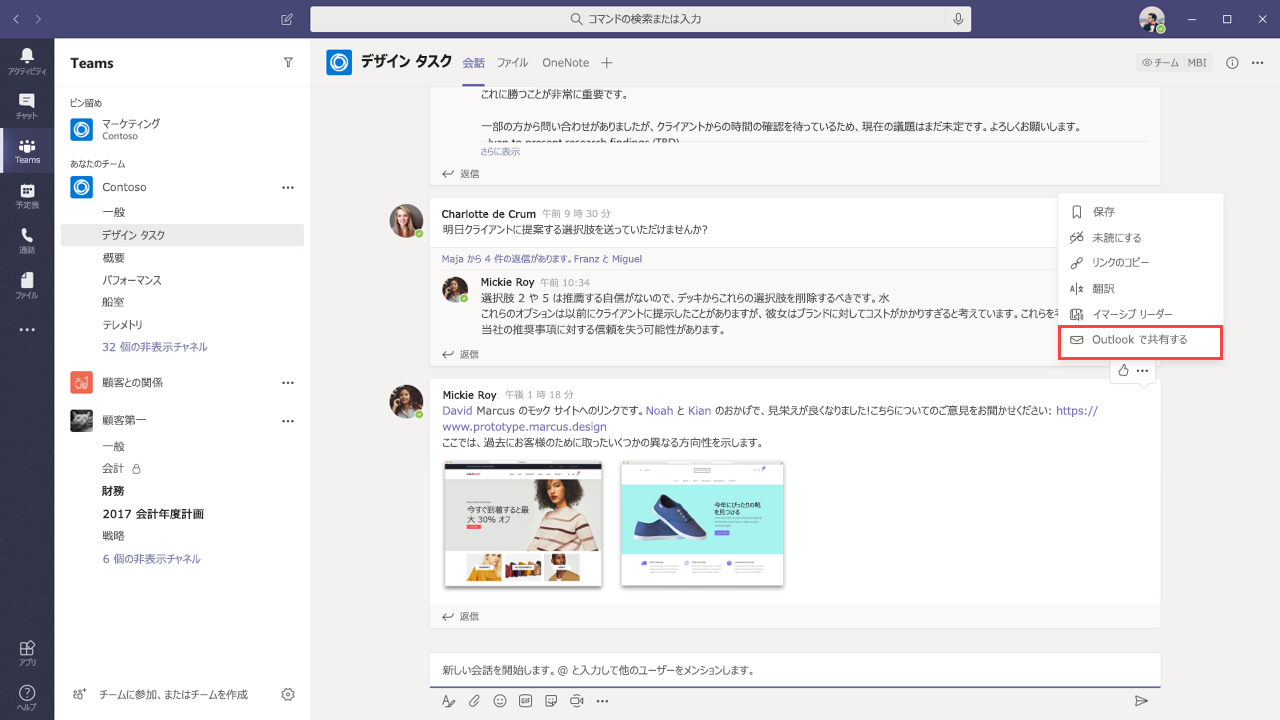 コマンドの検索または入力
アクティビティ
チャット
Teams
予定表
通話
ファイル
アプリ
ヘルプ
Teams
ピン留め
マーケティング
Contoso
あなたのチーム
Contoso
一般
デザイン タスク
概要
パフォーマンス
船室
テレメトリ
32 個の非表示チャネル
顧客との関係
顧客第一
一般
会計
財務
2017 会計年度計画
戦略
6 個の非表示チャネル
チームに参加、またはチームを作成
デザイン タスク 会話 ファイル OneNote
チーム MBI
これに勝つことが非常に重要です。
一部の方から問い合わせがありましたが、クライアントからの時間の確認を待っているため、現在の議題はまだ未定です。よろしくお願いします。
- Ivan to present research findings (TBD)
さらに表示
返信
Charlotte de Crum 午前 9 時 30 分
明日クライアントに提案する選択肢を送っていただけませんか?
Maja から 4 件の返信があります。Franz と Miguel
Mickie Roy 午前 10:34
選択肢 2 や 5 は推薦する自信がないので、デッキからこれらの選択肢を削除するべきです。水
これらのオプションは以前にクライアントに提示したことがありますが、彼女はブランドに対してコストがかかりすぎると考えています。これらを
当社の推奨事項に対する信頼を失う可能性があります。
返信
保存
未読にする
リンクのコピー
翻訳
イマーシブ リーダー
Outlook で共有する
Mickie Roy 午後 1 時 18 分
David Marcus のモック サイトへのリンクです。Noah と Kian のおかげで、見栄えが良くなりました!こちらについてのご意見をお聞かせください: https://
www.prototype.marcus.design
ここでは、過去にお客様のために取ったいくつかの異なる方向性を示します。
今すぐ到着すると最
大 30% オフ
今年にぴったりの靴
を見つける
返信
新しい会話を開始します。@ と入力して他のユーザーをメンションします。
GIF